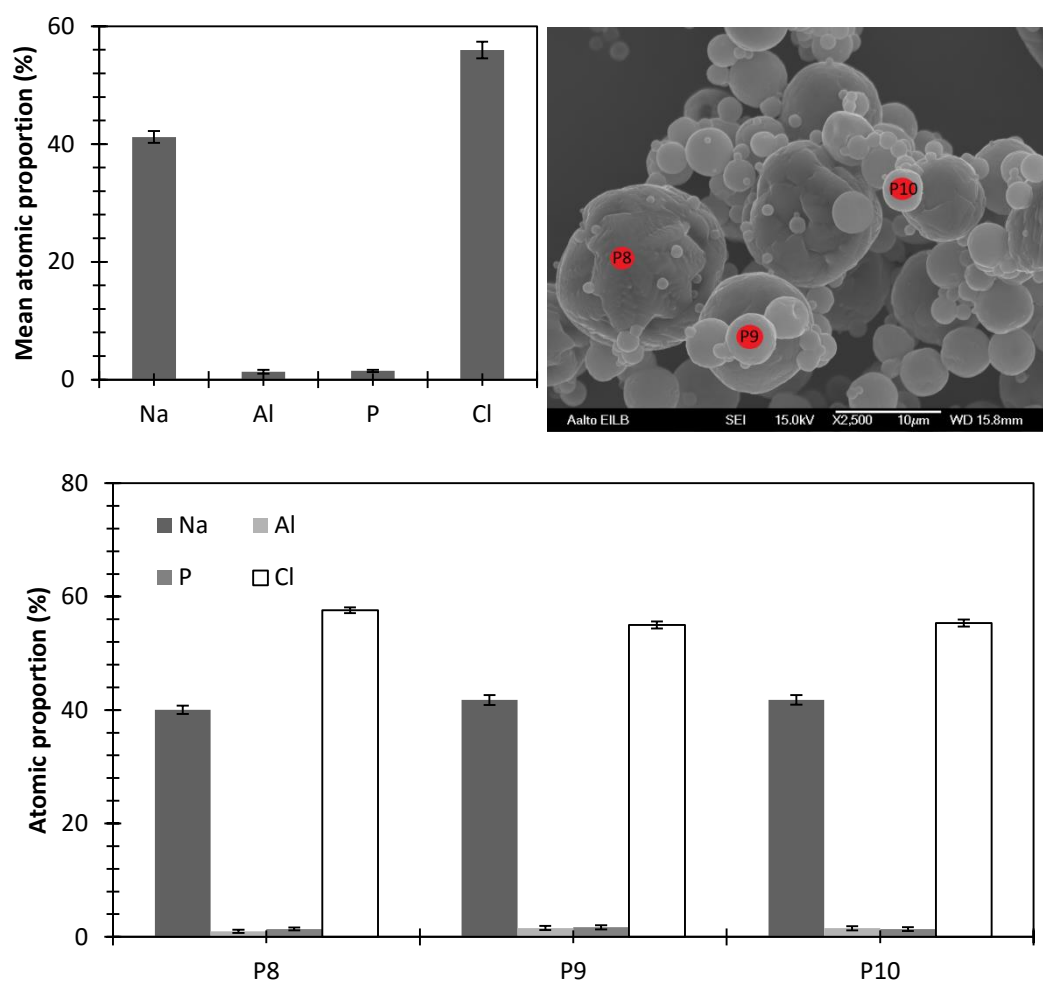 Mean atomic proportion (%)
60
40
20
0
Na Al P Cl
P10
P8
P9
Aalto EILB SEI 15.0kV X2,500 10µm WD 15.8mm
Atomic proportion (%)
80
60
40
20
0
Na Al
P Cl
P8 P9 P10